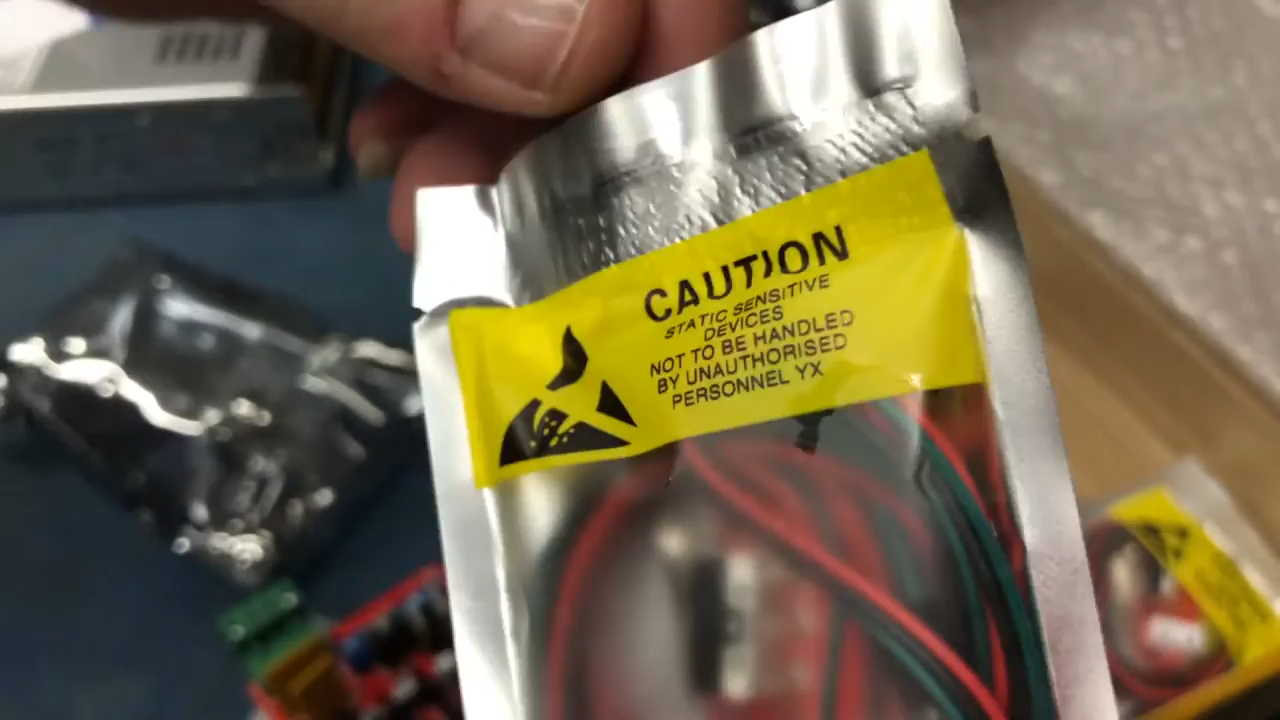 CAUTION
STATIC SENSITIVE
DEVICES
NOT TO BE HANDLED
BY UNAUTHORISED
PERSONNEL YX